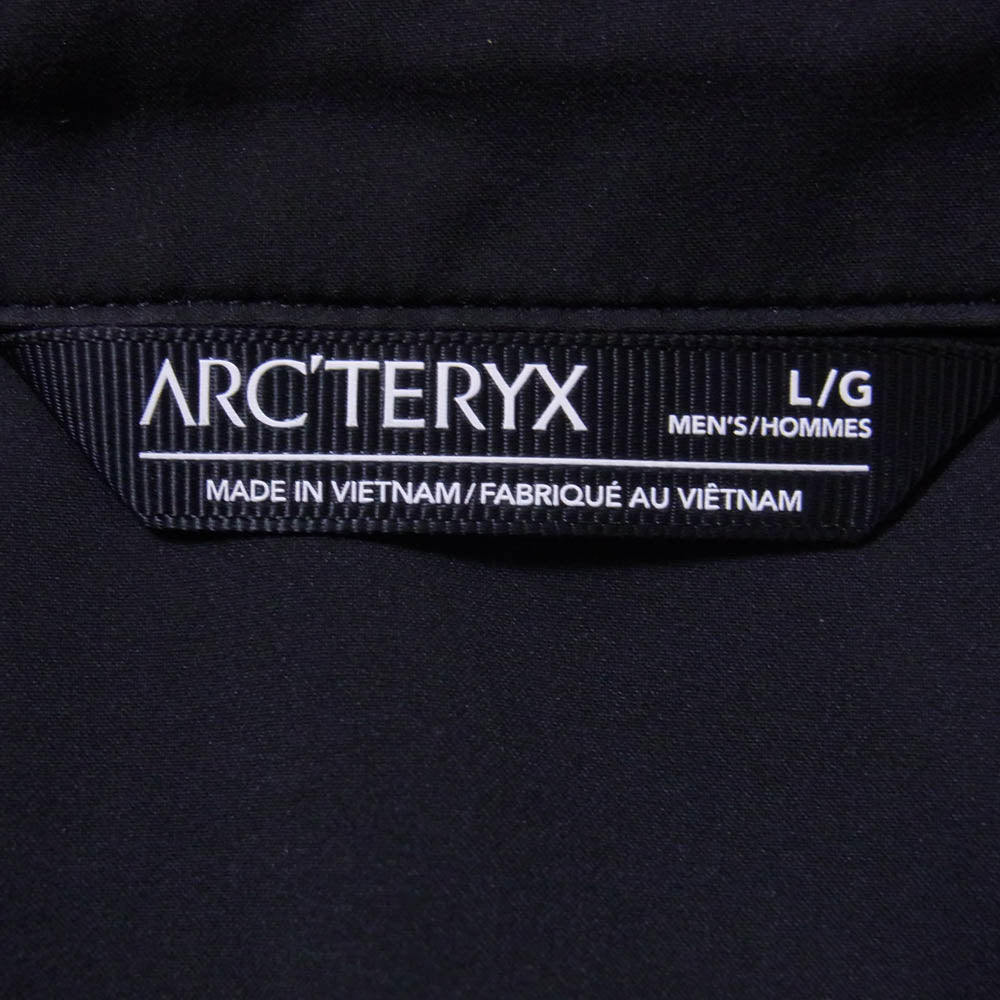 ARC'TERYX
L/G
MEN'S/HOMMES
MADE IN VIETNAM/FABRIQUÉ AU VIÊTNAM